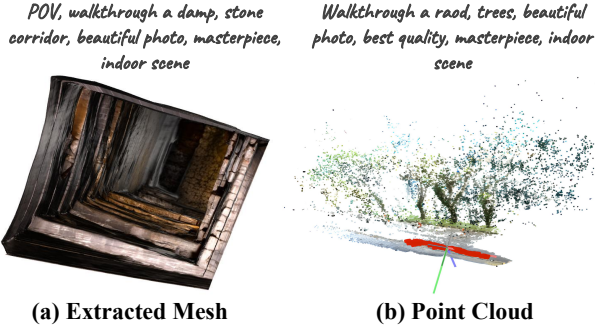 POV, walkthrough a damp, stone
corridor, beautiful photo, masterpiece,
indoor scene
Walkthrough a raod, trees, beautiful
photo, best quality, masterpiece, indoor
scene
(a) Extracted Mesh
(b) Point Cloud